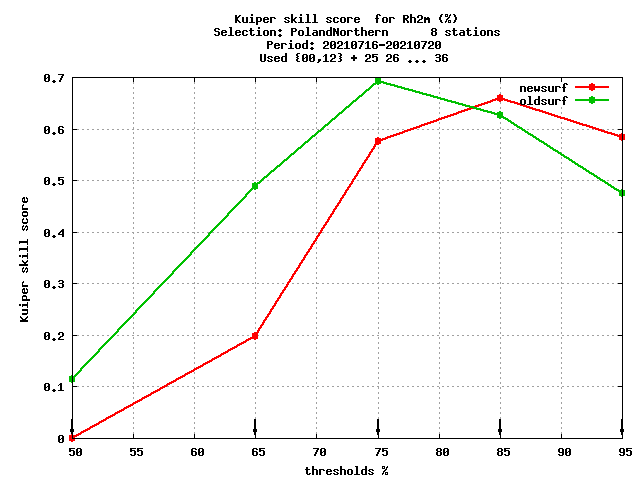 Kuiper skill score  for Rh2m (%)
Selection: PolandNorthern      8 stations
Period: 20210716-20210720
Used {00,12} + 25 26 ... 36
newsurf
oldsurf
0.7
0.6
0.5
0.4
0.3
0.2
0.1
0
Kuiper skill score
50 55 60 65 70 75 80 85 90 95
thresholds %